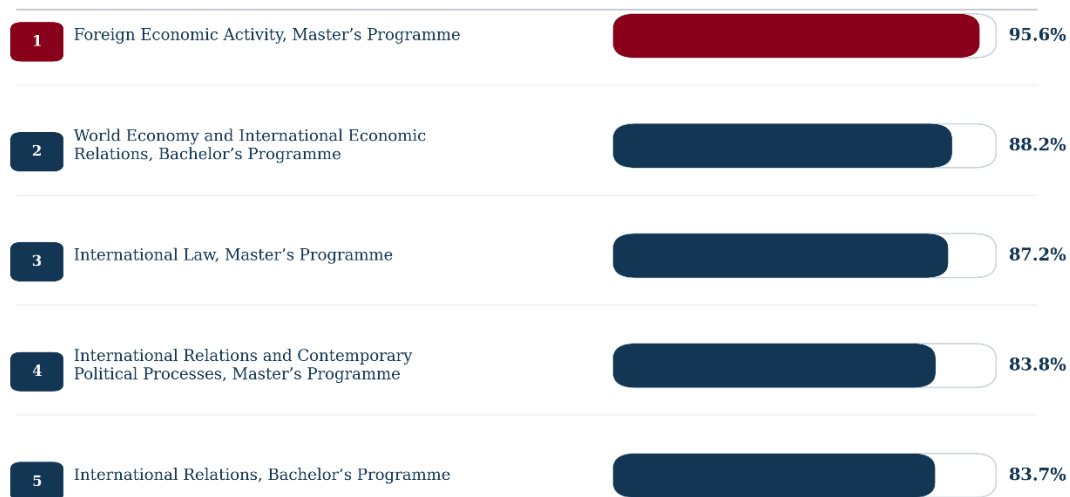 1
Foreign Economic Activity, Master’s Programme
95.6%
2
World Economy and International Economic
Relations, Bachelor’s Programme
88.2%
3
International Law, Master’s Programme
87.2%
4
International Relations and Contemporary
Political Processes, Master’s Programme
83.8%
5
International Relations, Bachelor’s Programme
83.7%